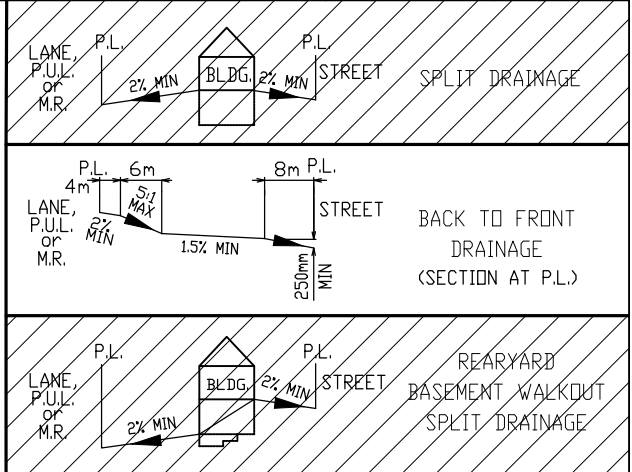 P.L.
P.L.
LANE,
P.U.L.
or
M.R.
2% MIN
BLDG.
2% MIN
STREET
SPLIT DRAINAGE
P.L.
6m
8m
P.L.
4m
5:1
MAX
LANE,
P.U.L.
or
M.R.
2%
MIN
1.5% MIN
STREET
250mm
MIN
BACK TO FRONT
DRAINAGE
(SECTION AT P.L.)
P.L.
P.L.
LANE,
P.U.L.
or
M.R.
2% MIN
BLDG.
2% MIN
STREET
REARYARD
BASEMENT WALKOUT
SPLIT DRAINAGE